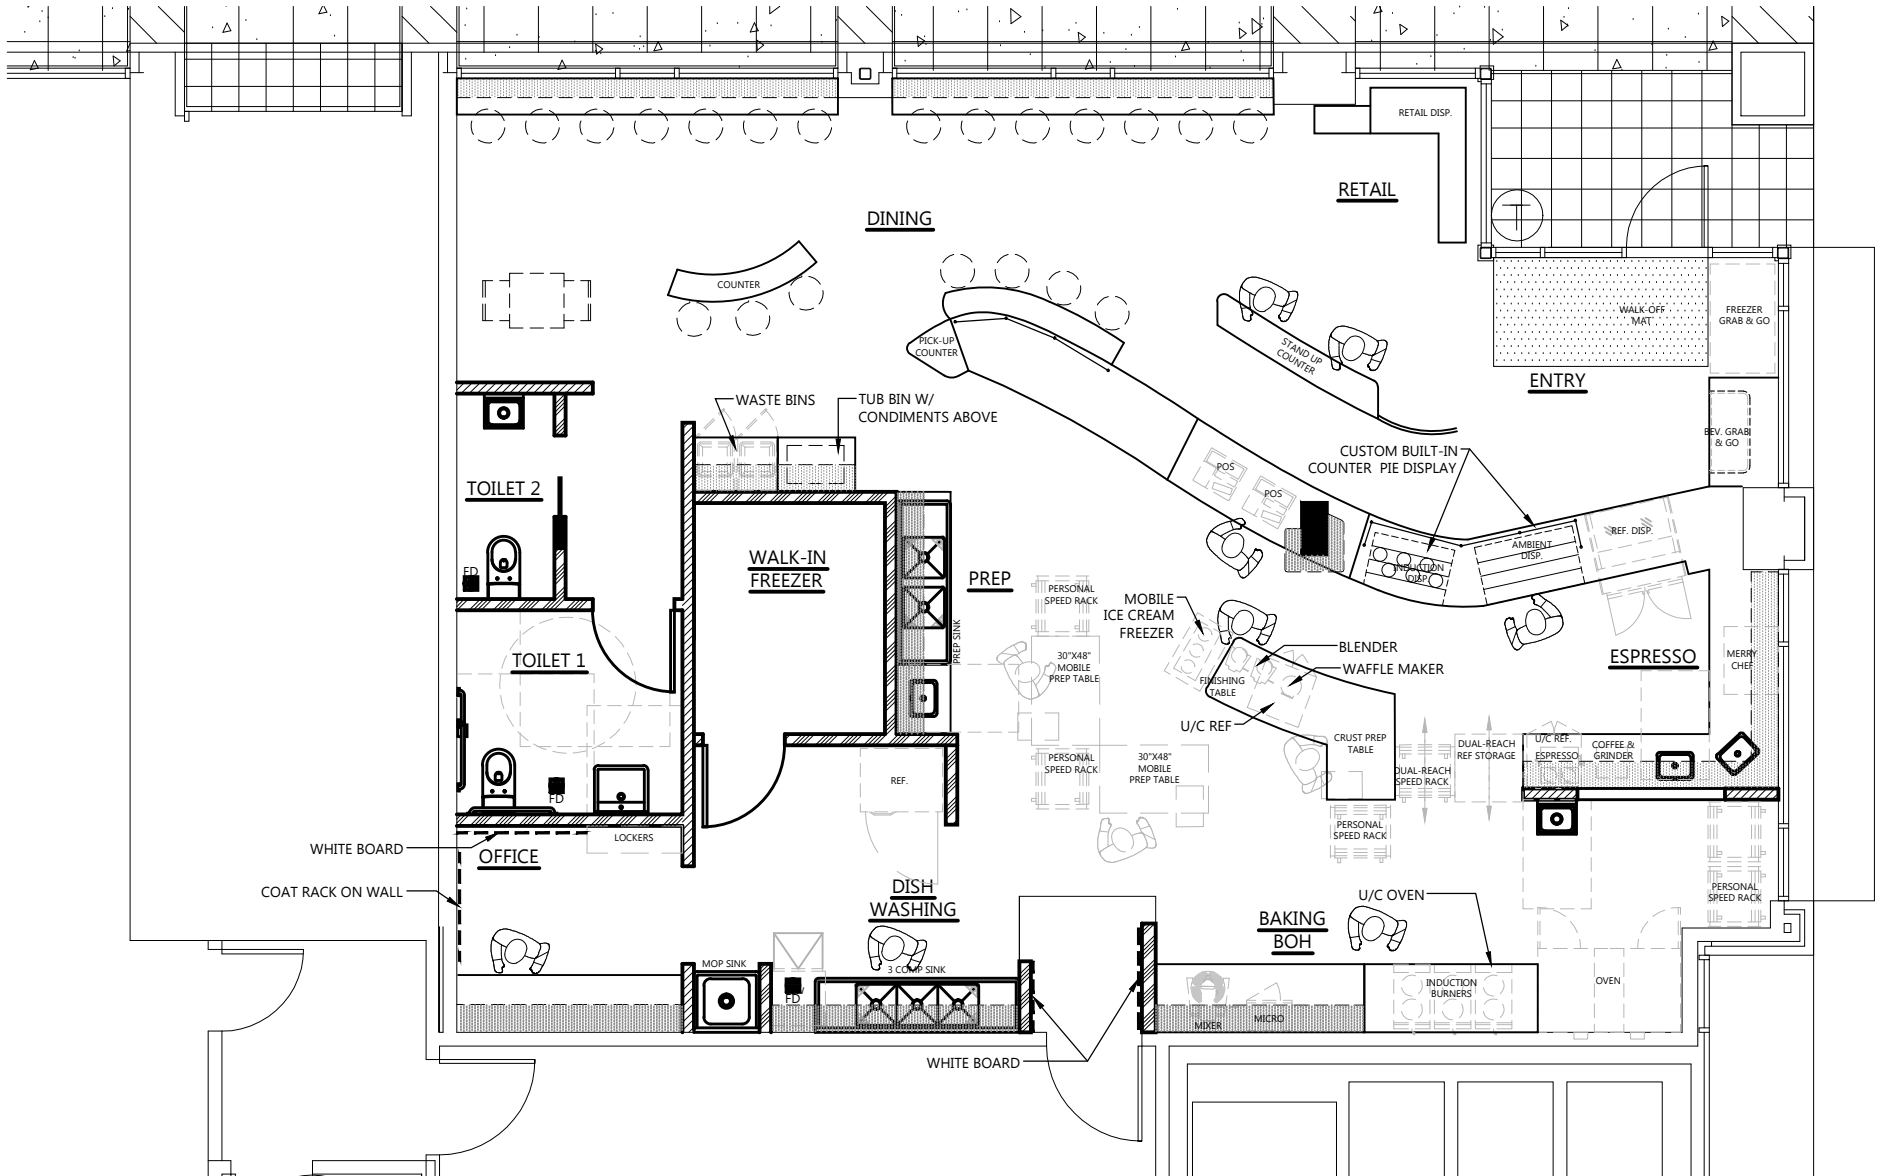 RETAIL DISP.
RETAIL
DINING
COUNTER
WALK-OFF
MAT
FREEZER
GRAB & GO
PICK-UP
COUNTER
STAND UP
COUNTER
ENTRY
WASTE BINS
TUB BIN W/
CONDIMENTS ABOVE
BEV. GRAB
& GO
CUSTOM BUILT-IN
COUNTER PIE DISPLAY
POS
POS
TOILET 2
REF. DISP.
AMBIENT
DISP.
INDUCTION
DISP.
WALK-IN
FREEZER
PREP
FD
PERSONAL
SPEED RACK
MOBILE
ICE CREAM
FREEZER
PREP SINK
BLENDER
WAFFLE MAKER
ESPRESSO
MERRY
CHEF
TOILET 1
30"X48"
MOBILE
PREP TABLE
FINISHING
TABLE
U/C REF
CRUST PREP
TABLE
U/C REF.
ESPRESSO
COFFEE &
GRINDER
DUAL-REACH
REF STORAGE
DUAL-REACH
SPEED RACK
PERSONAL
SPEED RACK
30"X48"
MOBILE
PREP TABLE
REF.
FD
PERSONAL
SPEED RACK
LOCKERS
WHITE BOARD
OFFICE
COAT RACK ON WALL
DISH
WASHING
PERSONAL
SPEED RACK
U/C OVEN
BAKING
BOH
MOP SINK
3 COMP SINK
FD
INDUCTION
BURNERS
OVEN
MIXER
MICRO
WHITE BOARD